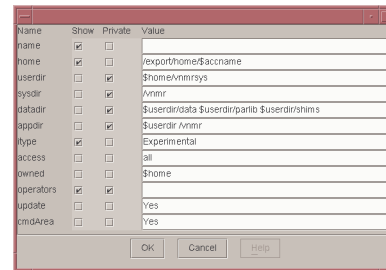 Name Show Private Value
name
home /export/home/$accname
userdir $home/vnmrsys
sysdir /vnmr
datadir $userdir/data $userdir/parlib $userdir/shims
appdir $userdir /vnmr
itype Experimental
access all
owned $home
operators
update Yes
cmdArea Yes
OK Cancel Help